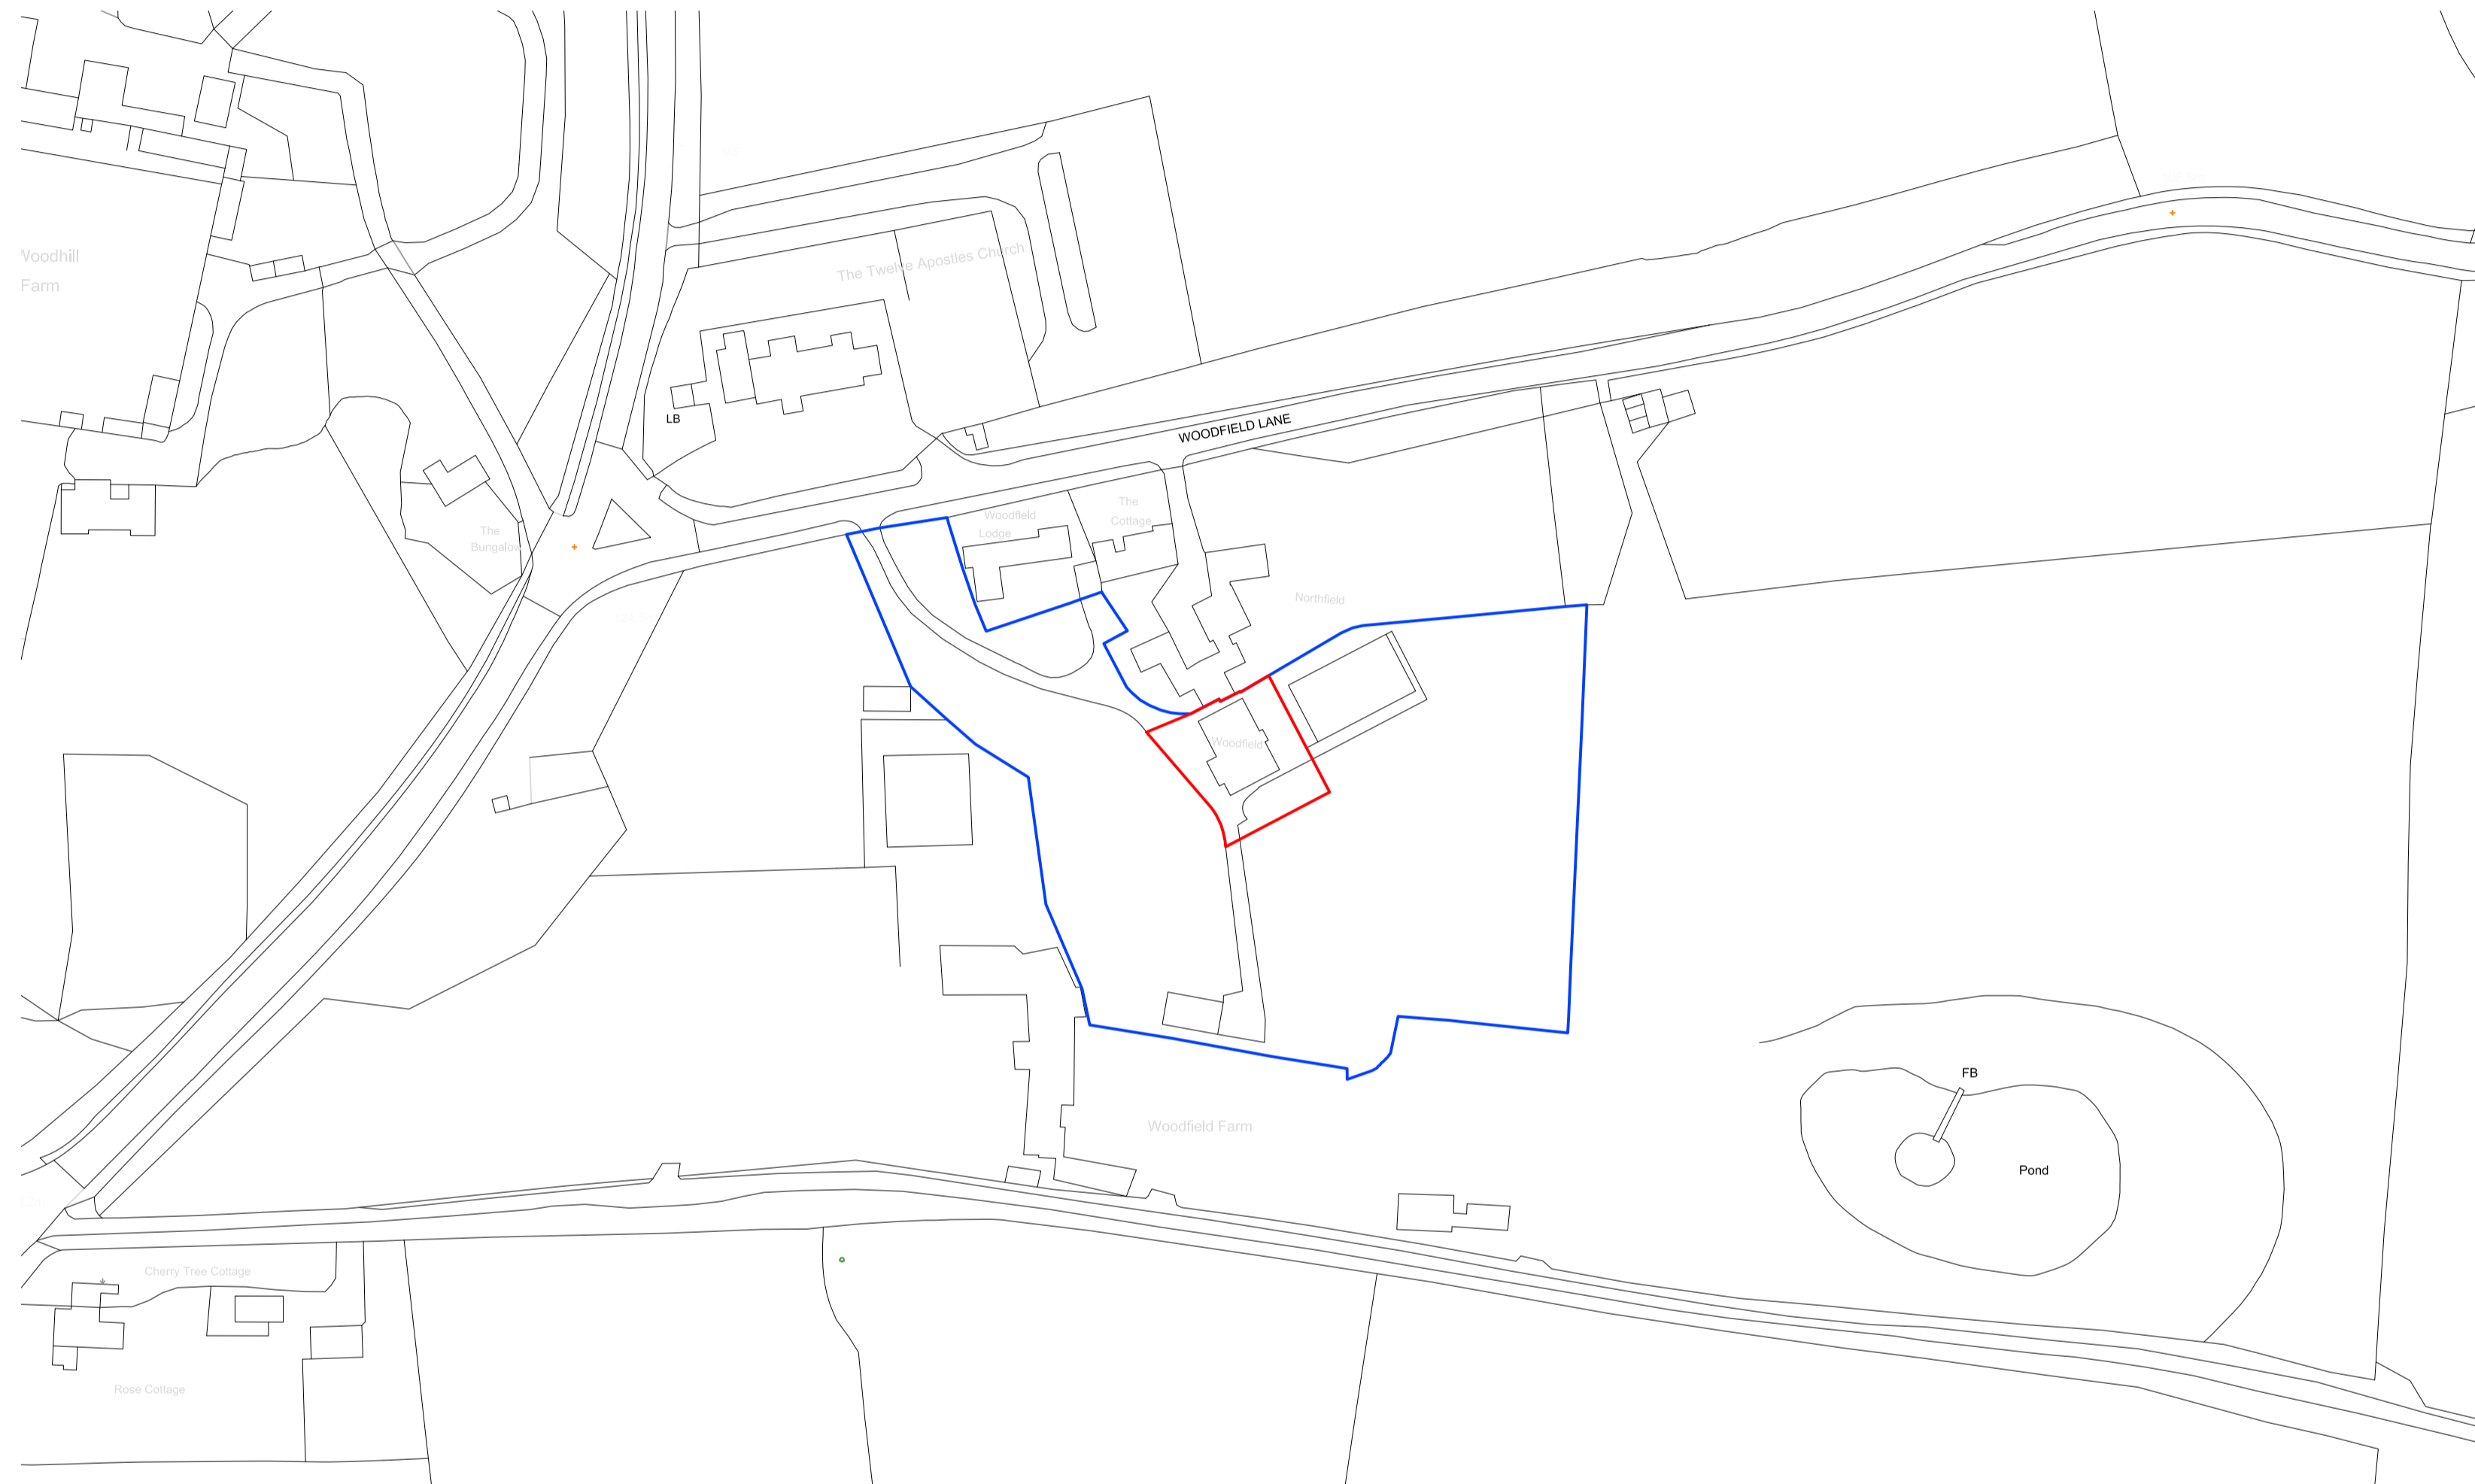 Woodhill
Farm
The Twelve Apostles Church
LB
WOODFIELD LANE
Woodfield
Lodge
The
Cottage
The
Bungalow
Northfield
Woodfield
FB
Woodfield Farm
Pond
Cherry Tree Cottage
Rose Cottage